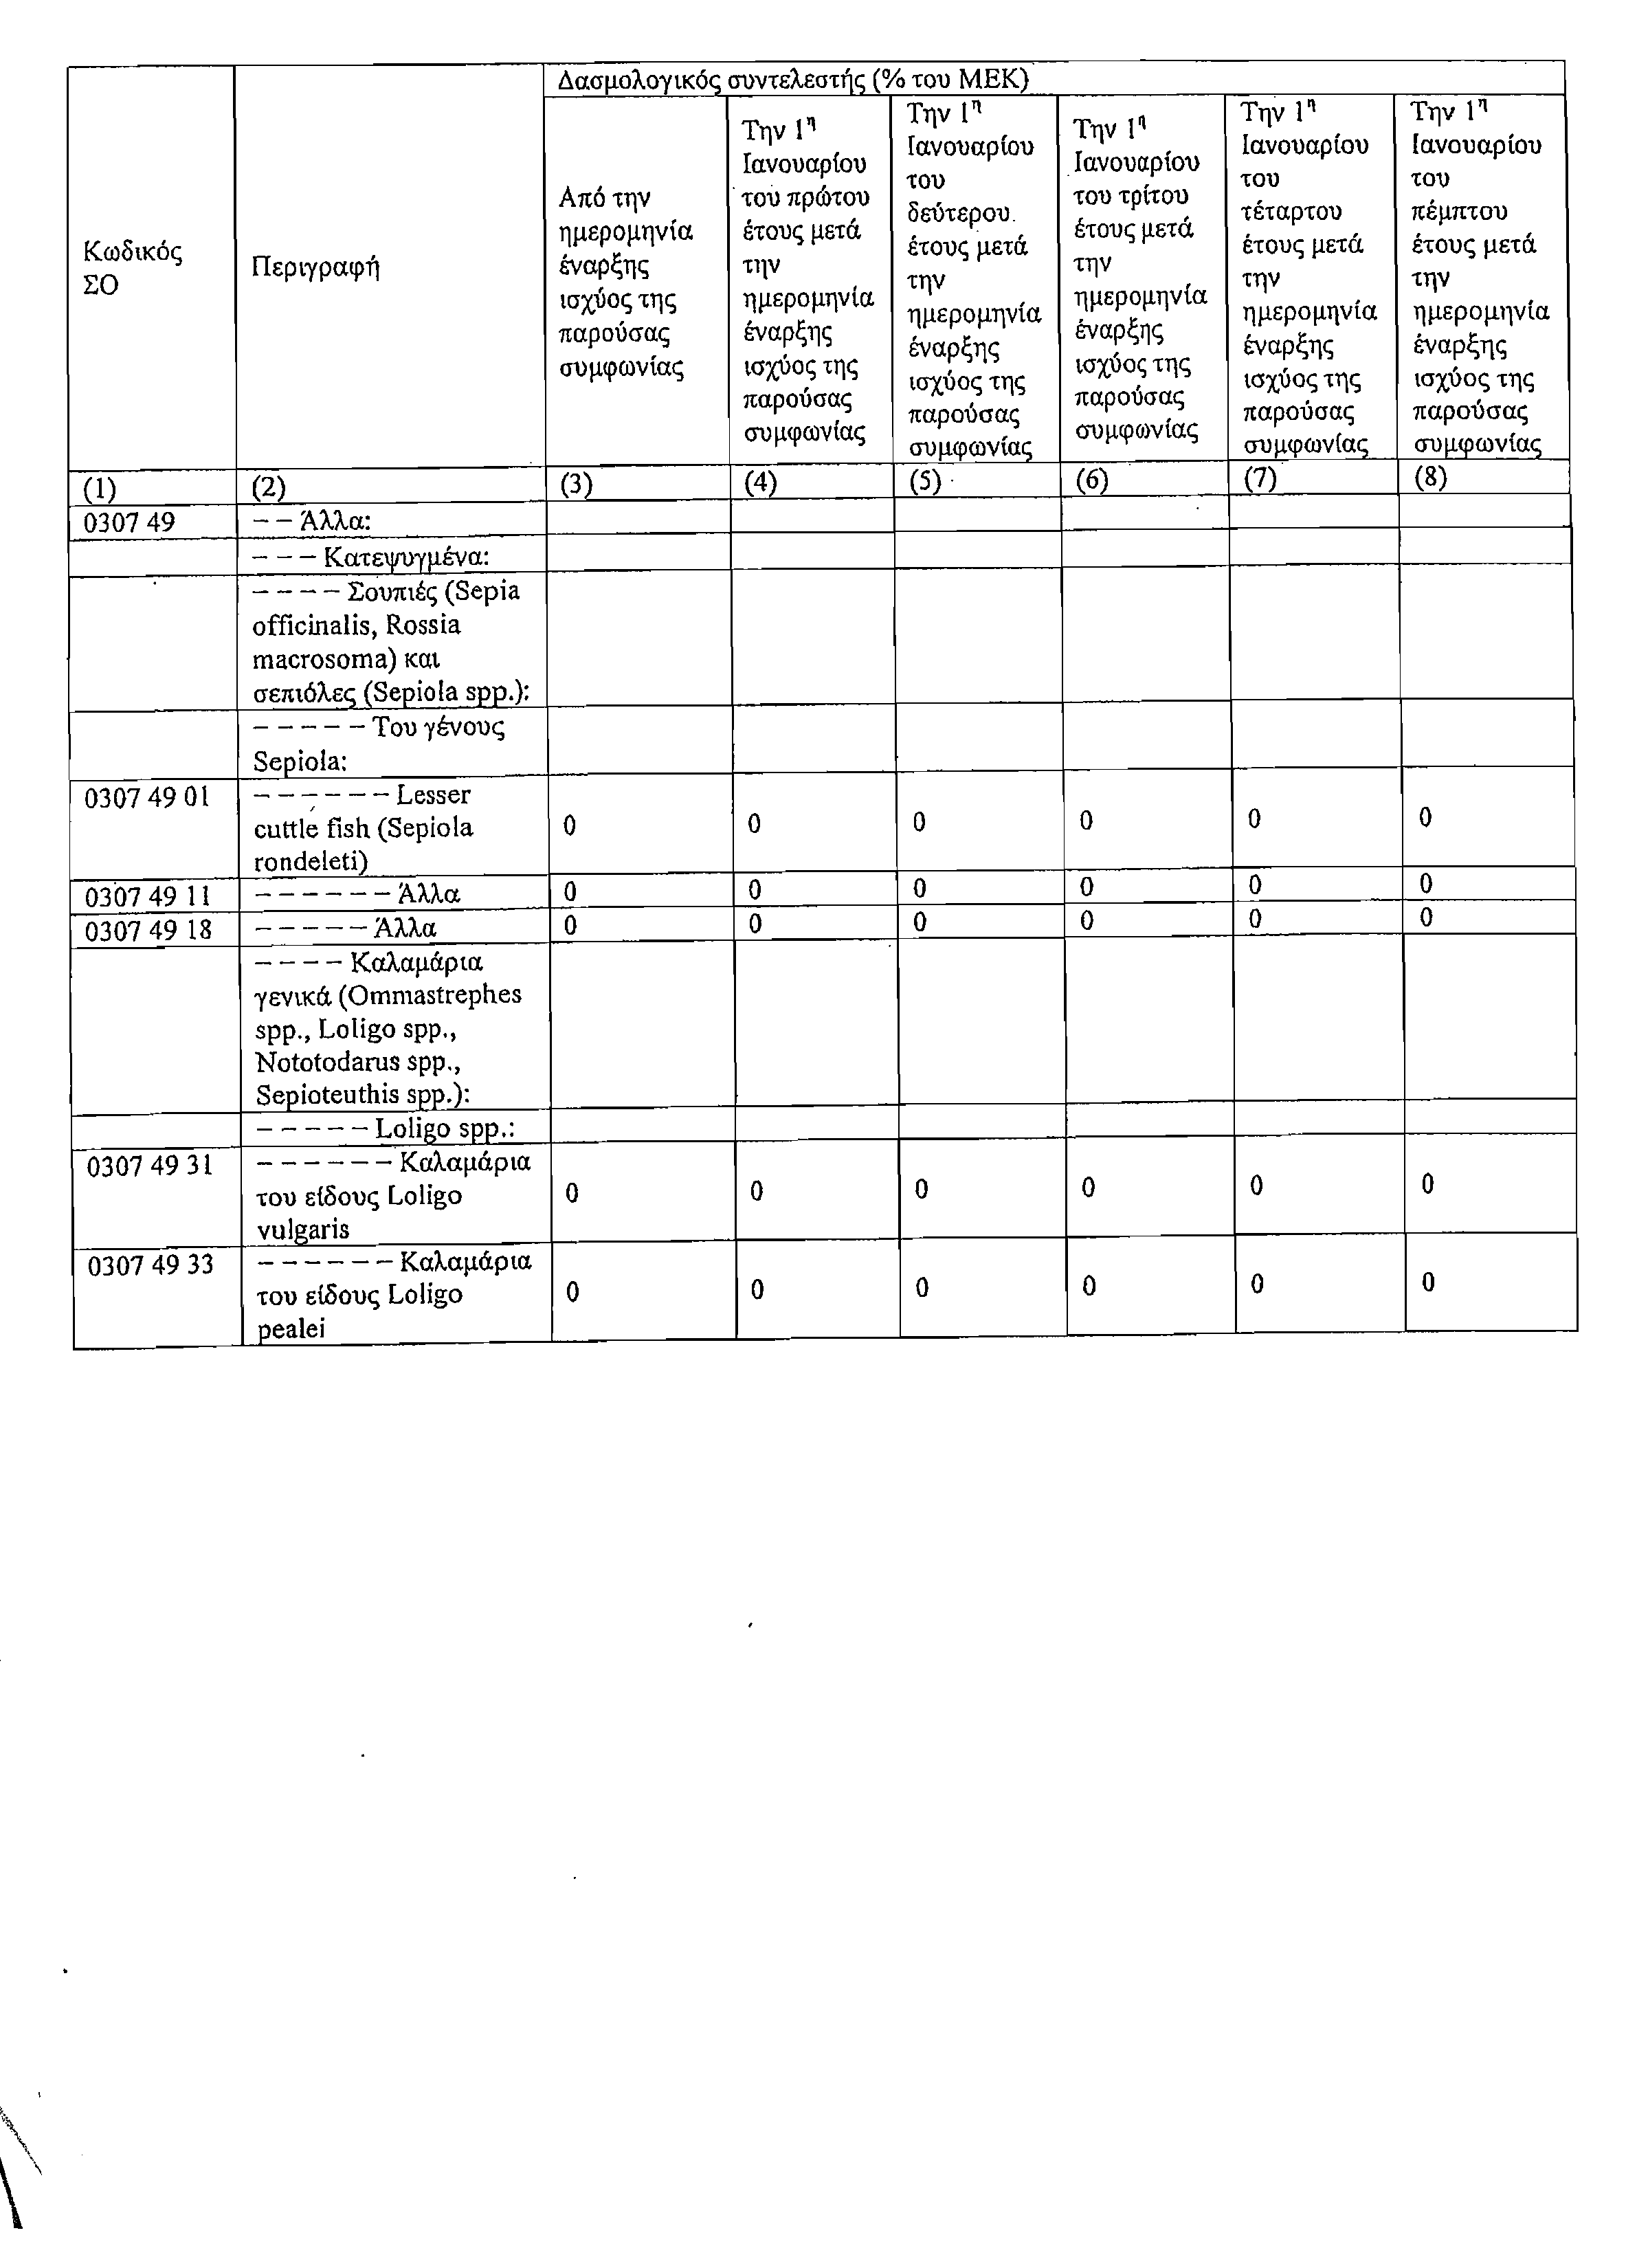 Δασμολογικός συντελεστής (% του ΜΕΚ)
Κωδικός
ΣΟ
Περιγραφή
Από την
ημερομηνία
έναρξης
ισχύος της
παρούσας
συμφωνίας
Την 1η
Ιανουαρίου
του πρώτου
έτους μετά
την
ημερομηνία
έναρξης
ισχύος της
παρούσας
συμφωνίας
Την 1η
Ιανουαρίου
του
δεύτερου
έτους μετά
την
ημερομηνία
έναρξης
ισχύος της
παρούσας
συμφωνίας
Την 1η
Ιανουαρίου
του τρίτου
έτους μετά
την
ημερομηνία
έναρξης
ισχύος της
παρούσας
συμφωνίας
Την 1η
Ιανουαρίου
του
τέταρτου
έτους μετά
την
ημερομηνία
έναρξης
ισχύος της
παρούσας
συμφωνίας
Την 1η
Ιανουαρίου
του
πέμπτου
έτους μετά
την
ημερομηνία
έναρξης
ισχύος της
παρούσας
συμφωνίας
(1) (2) (3) (4) (5) (6) (7) (8)
0307 49 – – Άλλα:
– – – Κατεψυγμένα:
– – – – Σουπιές (Sepia
officinalis, Rossia
macrosoma) και
σεπιόλες (Sepiola spp.):
– – – – – Του γένους
Sepiola:
0307 49 01 – – – – – – Lesser
cuttle fish (Sepiola 0 0 0 0 0 0
rondeleti)
0307 49 11 – – – – – – Άλλα 0 0 0 0 0 0
0307 49 18 – – – – – Άλλα 0 0 0 0 0 0
– – – – Καλαμάρια
γενικά (Ommastrephes
spp., Loligo spp.,
Nototodarus spp.,
Sepioteuthis spp.):
– – – – – Loligo spp.:
0307 49 31 – – – – – – Καλαμάρια
του είδους Loligo 0 0 0 0 0 0
vulgaris
0307 49 33 – – – – – – Καλαμάρια
του είδους Loligo 0 0 0 0 0 0
pealei